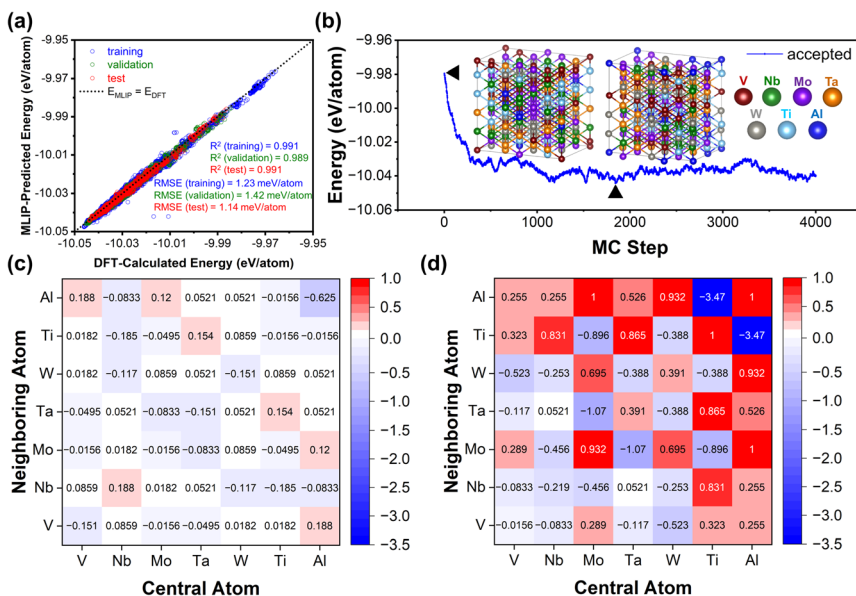 (a)
MLIP-Predicted Energy (eV/atom)
-9.95
-9.97
-9.99
-10.01
-10.03
-10.05
training
validation
test
E_MLIP = E_DFT
R² (training) = 0.991
R² (validation) = 0.989
R² (test) = 0.991
RMSE (training) = 1.23 meV/atom
RMSE (validation) = 1.42 meV/atom
RMSE (test) = 1.14 meV/atom
-10.05 -10.03 -10.01 -9.99 -9.97 -9.95
DFT-Calculated Energy (eV/atom)
(b)
Energy (eV/atom)
-9.96
-9.98
-10.00
-10.02
-10.04
-10.06
accepted
V Nb Mo Ta
W Ti Al
0 1000 2000 3000 4000
MC Step
(c)
Neighboring Atom
Al 0.188 −0.0833 0.12 0.0521 0.0521 −0.0156 −0.625
Ti 0.0182 −0.185 −0.0495 0.154 0.0859 −0.0156 −0.0156
W 0.0182 −0.117 0.0859 0.0521 −0.151 0.0859 0.0521
Ta −0.0495 0.0521 −0.0833 −0.151 0.0521 0.154 0.0521
Mo −0.0156 0.0182 −0.0156 −0.0833 0.0859 −0.0495 0.12
Nb 0.0859 0.188 0.0182 0.0521 −0.117 −0.185 −0.0833
V −0.151 0.0859 −0.0156 −0.0495 0.0182 0.0182 0.188
V Nb Mo Ta W Ti Al
Central Atom
1.0
0.5
0.0
−0.5
−1.0
−1.5
−2.0
−2.5
−3.0
−3.5
(d)
Neighboring Atom
Al 0.255 0.255 1 0.526 0.932 −3.47 1
Ti 0.323 0.831 −0.896 0.865 −0.388 1 −3.47
W −0.523 −0.253 0.695 −0.388 0.391 −0.388 0.932
Ta −0.117 0.0521 −1.07 0.391 −0.388 0.865 0.526
Mo 0.289 −0.456 0.932 −1.07 0.695 −0.896 1
Nb −0.0833 −0.219 −0.456 0.0521 −0.253 0.831 0.255
V −0.0156 −0.0833 0.289 −0.117 −0.523 0.323 0.255
V Nb Mo Ta W Ti Al
Central Atom
1.0
0.5
0.0
−0.5
−1.0
−1.5
−2.0
−2.5
−3.0
−3.5